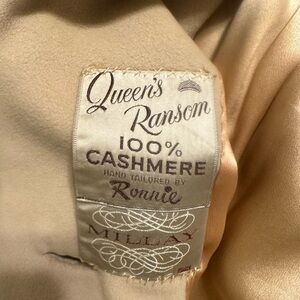 Queen's
Ransom
100%
CASHMERE
HAND TAILORED BY
Ronnie
MILLAY